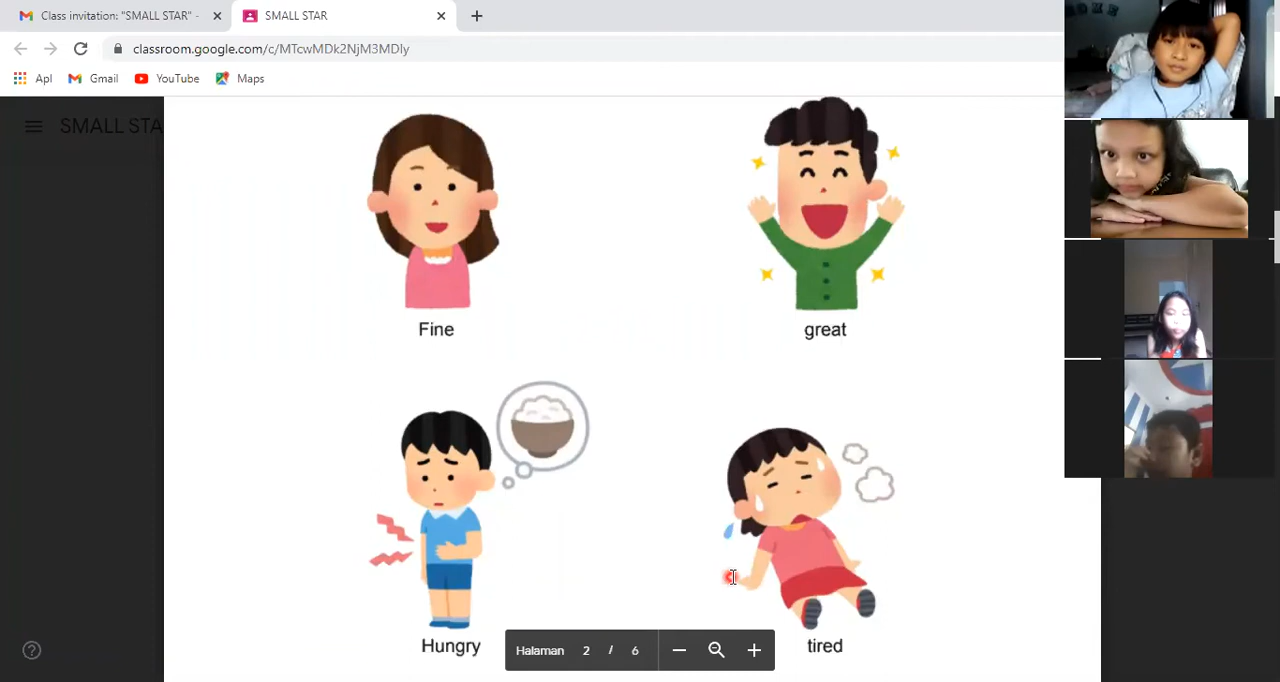 Class invitation: "SMALL STAR" -
SMALL STAR
classroom.google.com/c/MTcwMDk2NjM3MDIy
Apl Gmail YouTube Maps
SMALL STA
Fine great
Hungry tired
Halaman 2 / 6